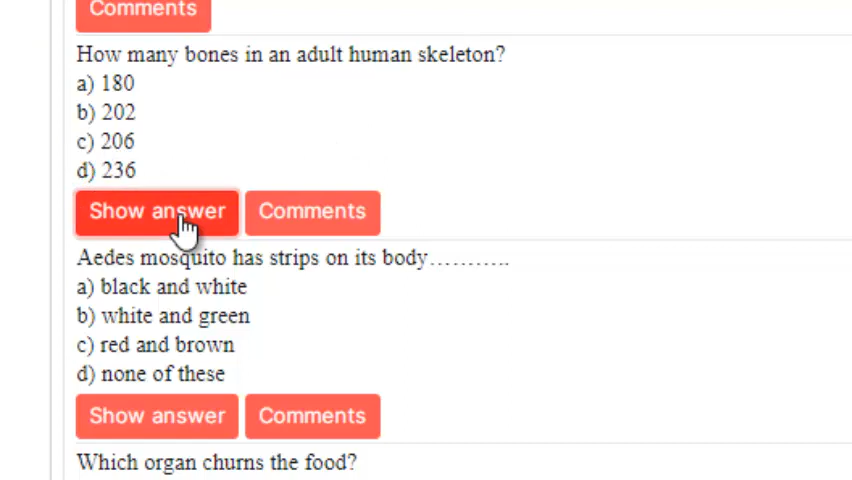 Comments
How many bones in an adult human skeleton?
a) 180
b) 202
c) 206
d) 236
Show answer Comments
Aedes mosquito has strips on its body...........
a) black and white
b) white and green
c) red and brown
d) none of these
Show answer Comments
Which organ churns the food?